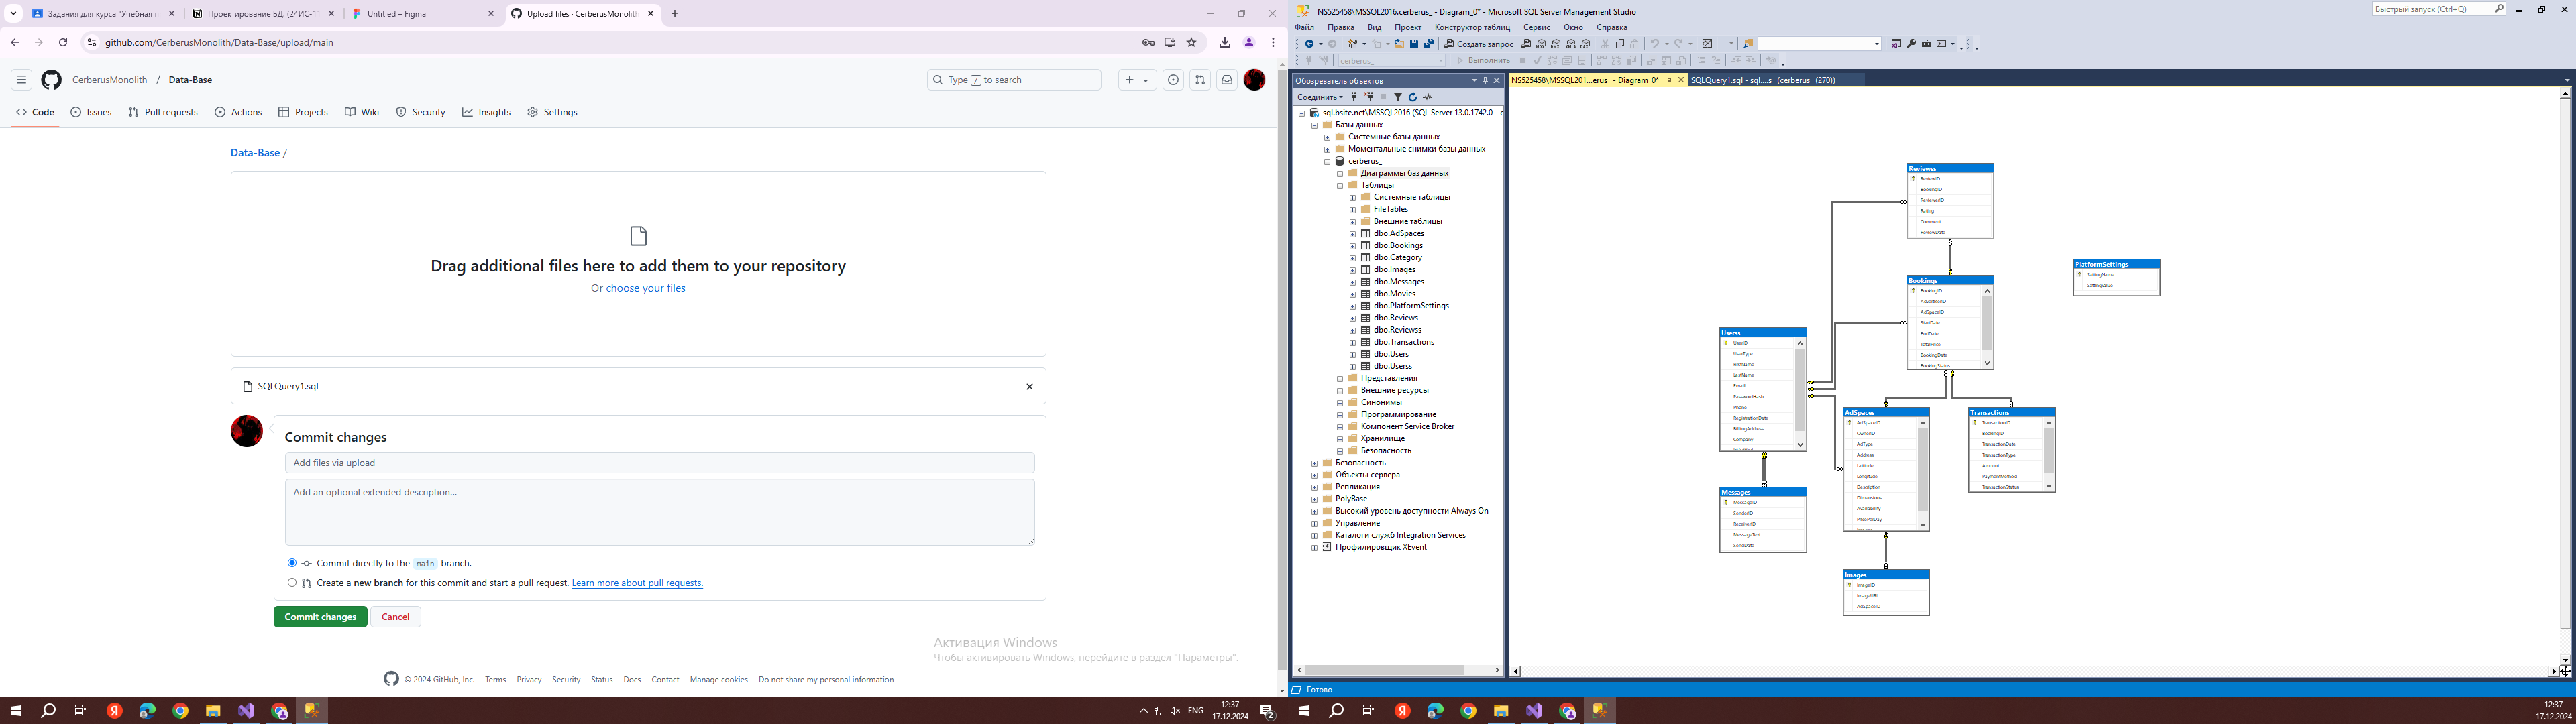 Задания для курса "Учебная п
Проектирование БД. (24ИС-1
Untitled – Figma
Upload files · CerberusMonolith
github.com/CerberusMonolith/Data-Base/upload/main
CerberusMonolith / Data-Base
Type / to search
Code
Issues
Pull requests
Actions
Projects
Wiki
Security
Insights
Settings
Data-Base /
Drag additional files here to add them to your repository
Or choose your files
SQLQuery1.sql
Commit changes
Add files via upload
Add an optional extended description...
Commit directly to the main branch.
Create a new branch for this commit and start a pull request. Learn more about pull requests.
Commit changes
Cancel
Активация Windows
Чтобы активировать Windows, перейдите в раздел "Параметры".
© 2024 GitHub, Inc.
Terms
Privacy
Security
Status
Docs
Contact
Manage cookies
Do not share my personal information
ENG
12:37
17.12.2024
2
NS525458\MSSQL2016.cerberus_ - Diagram_0* - Microsoft SQL Server Management Studio
Быстрый запуск (Ctrl+Q)
Файл
Правка
Вид
Проект
Конструктор таблиц
Сервис
Окно
Справка
Создать запрос
cerberus_
Выполнить
Обозреватель объектов
Соединить
sql.bsite.net\MSSQL2016 (SQL Server 13.0.1742.0 - c
Базы данных
Системные базы данных
Моментальные снимки базы данных
cerberus_
Диаграммы баз данных
Таблицы
Системные таблицы
FileTables
Внешние таблицы
dbo.AdSpaces
dbo.Bookings
dbo.Category
dbo.Images
dbo.Messages
dbo.Movies
dbo.PlatformSettings
dbo.Reviews
dbo.Reviewss
dbo.Transactions
dbo.Users
dbo.Userss
Представления
Внешние ресурсы
Синонимы
Программирование
Компонент Service Broker
Хранилище
Безопасность
Безопасность
Объекты сервера
Репликация
PolyBase
Высокий уровень доступности Always On
Управление
Каталоги служб Integration Services
Профилировщик XEvent
NS525458\MSSQL201...erus_ - Diagram_0*
SQLQuery1.sql - sql....s_ (cerberus_ (270))
Reviewss
ReviewID
BookingID
ReviewerID
Rating
Comment
ReviewDate
PlatformSettings
SettingName
SettingValue
Bookings
BookingID
AdvertiserID
AdSpaceID
StartDate
EndDate
TotalPrice
BookingDate
BookingStatus
Userss
UserID
UserType
FirstName
LastName
Email
PasswordHash
Phone
RegistrationDate
BillingAddress
Company
AdSpaces
AdSpaceID
OwnerID
AdType
Address
Latitude
Longitude
Description
Dimensions
Availability
PricePerDay
Transactions
TransactionID
BookingID
TransactionDate
TransactionType
Amount
PaymentMethod
TransactionStatus
Messages
MessageID
SenderID
ReceiverID
MessageText
SendDate
Images
ImageID
ImageURL
AdSpaceID
Готово
12:37
17.12.2024